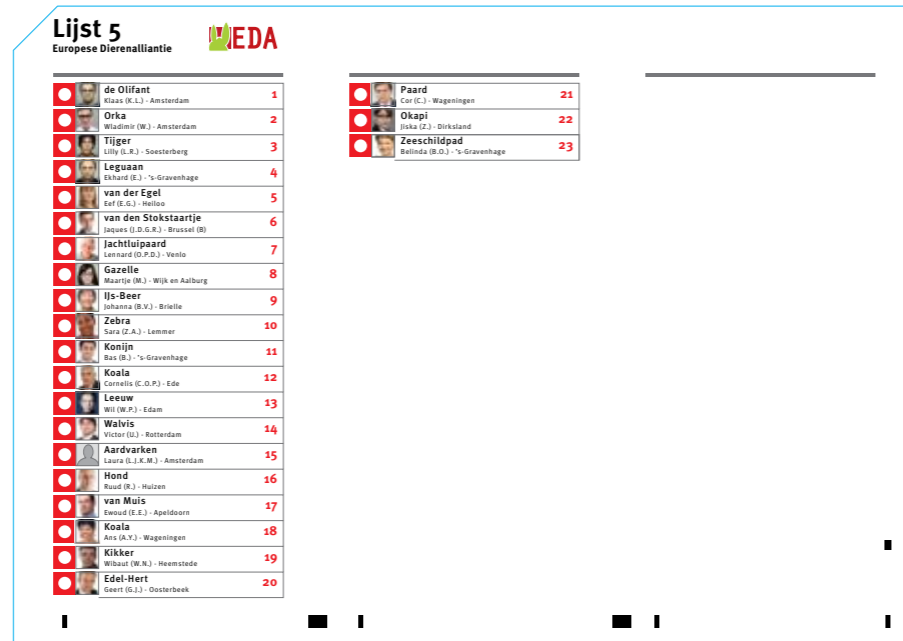 Lijst 5
Europese Dierenalliantie
EDA
de Olifant
Klaas (K.L.) - Amsterdam
1
Orka
Wladimir (W.) - Amsterdam
2
Tijger
Lilly (L.R.) - Soesterberg
3
Leguaan
Ekhard (E.) - 's-Gravenhage
4
van der Egel
Eef (E.G.) - Heiloo
5
van den Stokstaartje
Jaques (J.D.G.R.) - Brussel (B)
6
Jachtluipaard
Lennard (O.P.D.) - Venlo
7
Gazelle
Maartje (M.) - Wijk en Aalburg
8
IJs-Beer
Johanna (B.V.) - Brielle
9
Zebra
Sara (Z.A.) - Lemmer
10
Konijn
Bas (B.) - 's-Gravenhage
11
Koala
Cornelis (C.O.P.) - Ede
12
Leeuw
Wil (W.P.) - Edam
13
Walvis
Victor (U.) - Rotterdam
14
Aardvarken
Laura (L.J.K.M.) - Amsterdam
15
Hond
Ruud (R.) - Huizen
16
van Muis
Ewoud (E.E.) - Apeldoorn
17
Koala
Ans (A.Y.) - Wageningen
18
Kikker
Wibaut (W.N.) - Heemstede
19
Edel-Hert
Geert (G.J.) - Oosterbeek
20
Paard
Cor (C.) - Wageningen
21
Okapi
Jiska (Z.) - Dirksland
22
Zeeschildpad
Belinda (B.O.) - 's-Gravenhage
23